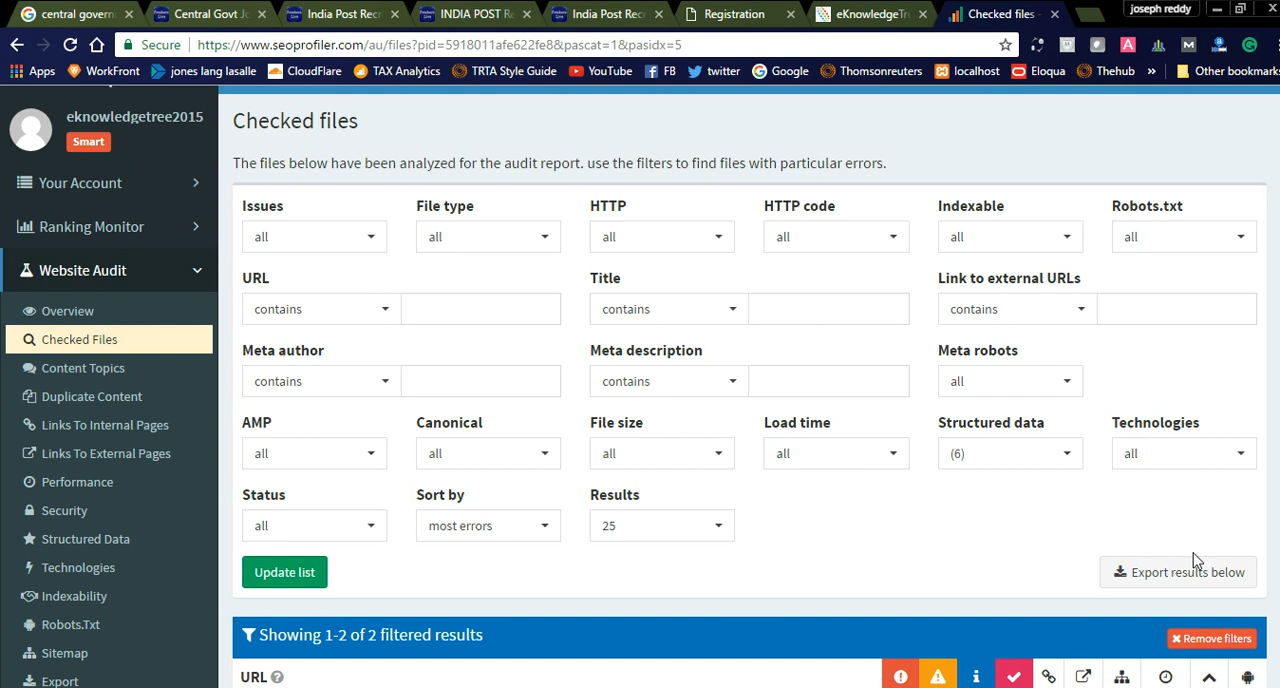 central govern
Central Govt J
India Post Rec
INDIA POST R
India Post Rec
Registration
eKnowledgeTr
Checked files -
joseph reddy
Secure
https://www.seoprofiler.com/au/files?pid=5918011afe622fe8&pascat=1&pasidx=5
Apps
WorkFront
jones lang lasalle
CloudFlare
TAX Analytics
TRTA Style Guide
YouTube
FB
twitter
Google
Thomsonreuters
localhost
Eloqua
Thehub
»
Other bookmarks
eknowledgetree2015
Smart
Your Account
Ranking Monitor
Website Audit
Overview
Checked Files
Content Topics
Duplicate Content
Links To Internal Pages
Links To External Pages
Performance
Security
Structured Data
Technologies
Indexability
Robots.Txt
Sitemap
Export
Checked files
The files below have been analyzed for the audit report. use the filters to find files with particular errors.
Issues File type HTTP HTTP code Indexable Robots.txt
all all all all all all
URL Title Link to external URLs
contains contains contains
Meta author Meta description Meta robots
contains contains all
AMP Canonical File size Load time Structured data Technologies
all all all all (6) all
Status Sort by Results
all most errors 25
Update list
Export results below
Showing 1-2 of 2 filtered results
Remove filters
URL